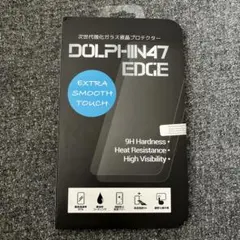 次世代強化ガラス液晶プロテクター
DOLPHIN47
EDGE
EXTRA
SMOOTH
TOUCH
9H Hardness・
Heat Resistance・
High Visibility・